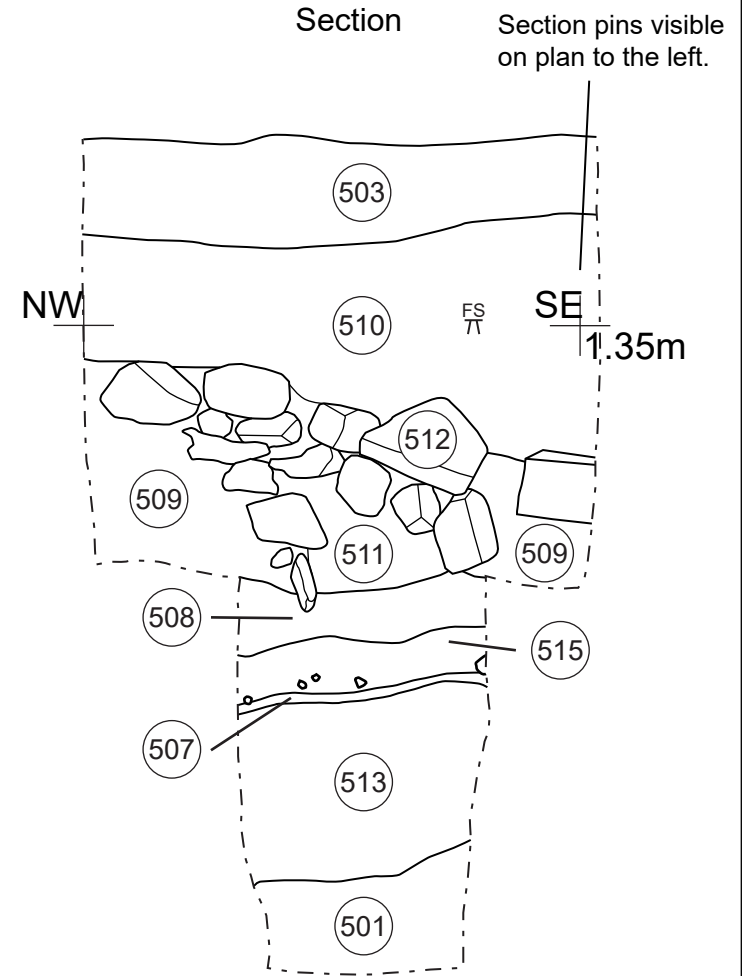 Section
Section pins visible
on plan to the left.
503
NW
510
FS
SE
1.35m
512
509
511
509
508
515
507
513
501